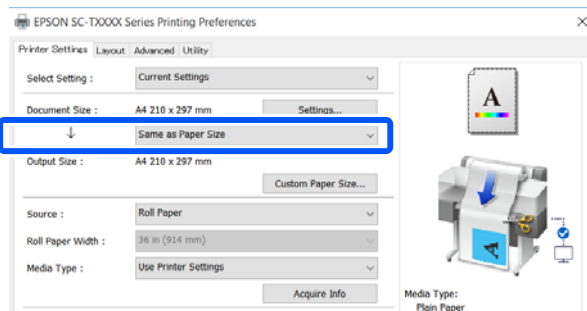 EPSON SC-TXXXX Series Printing Preferences
Printer Settings Layout Advanced Utility
Select Setting : Current Settings
Document Size : A4 210 x 297 mm Settings...
↓ Same as Paper Size
Output Size : A4 210 x 297 mm
Custom Paper Size...
Source : Roll Paper
Roll Paper Width : 36 in (914 mm)
Media Type : Use Printer Settings
Acquire Info
A
A
Media Type:
Plain Paper